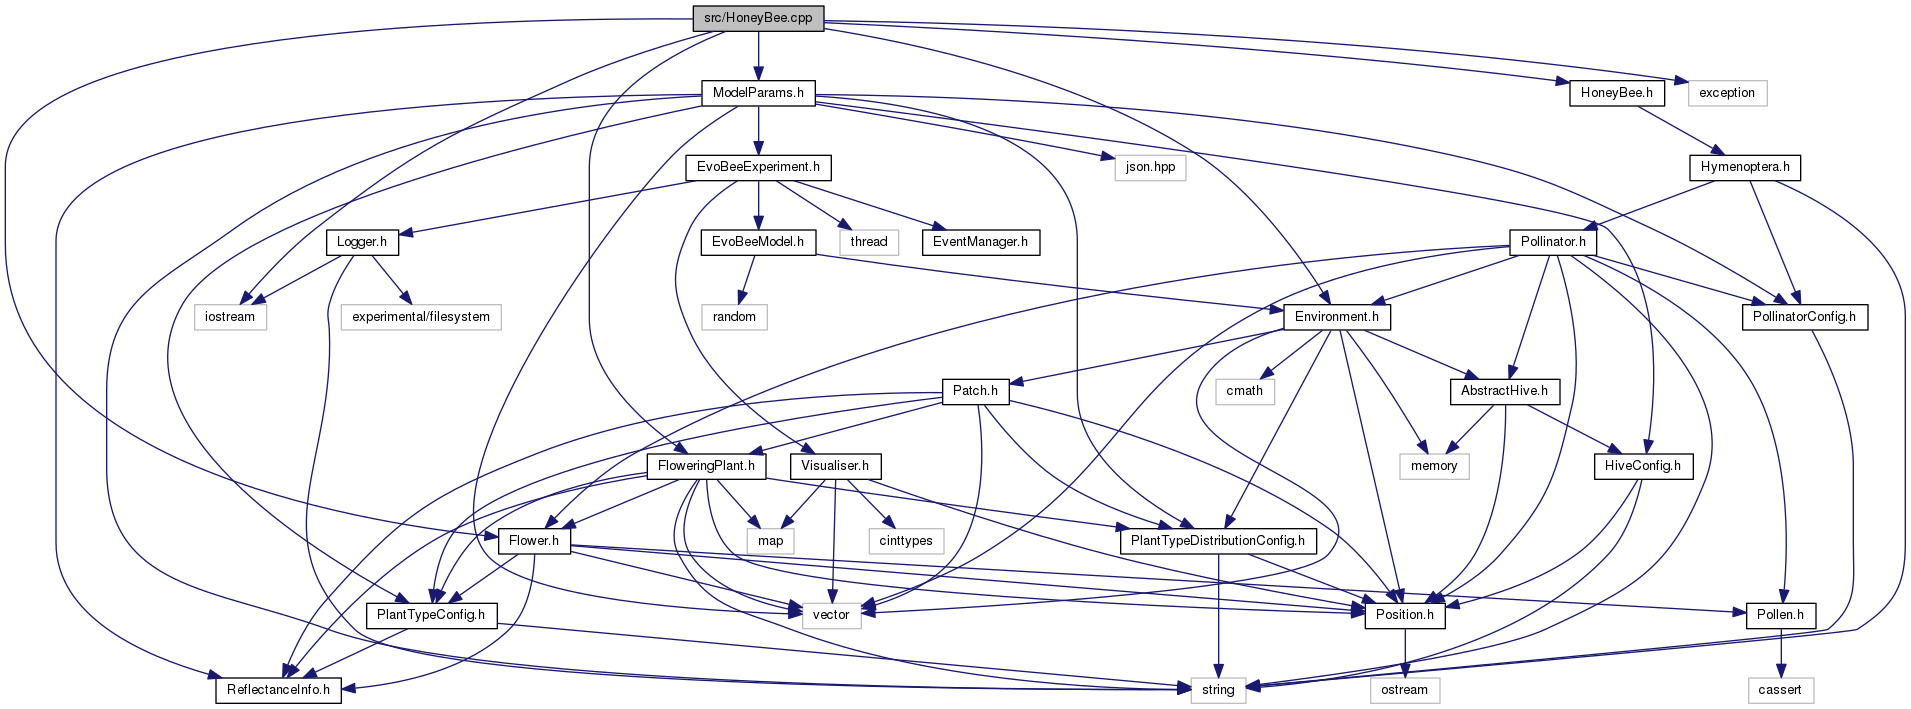 src/HoneyBee.cpp
ModelParams.h
HoneyBee.h
exception
EvoBeeExperiment.h
json.hpp
Hymenoptera.h
Logger.h
EvoBeeModel.h
thread
EventManager.h
Pollinator.h
iostream
experimental/filesystem
random
Environment.h
PollinatorConfig.h
Patch.h
cmath
AbstractHive.h
FloweringPlant.h
Visualiser.h
memory
HiveConfig.h
Flower.h
map
cinttypes
PlantTypeDistributionConfig.h
PlantTypeConfig.h
vector
Position.h
Pollen.h
ReflectanceInfo.h
string
ostream
cassert